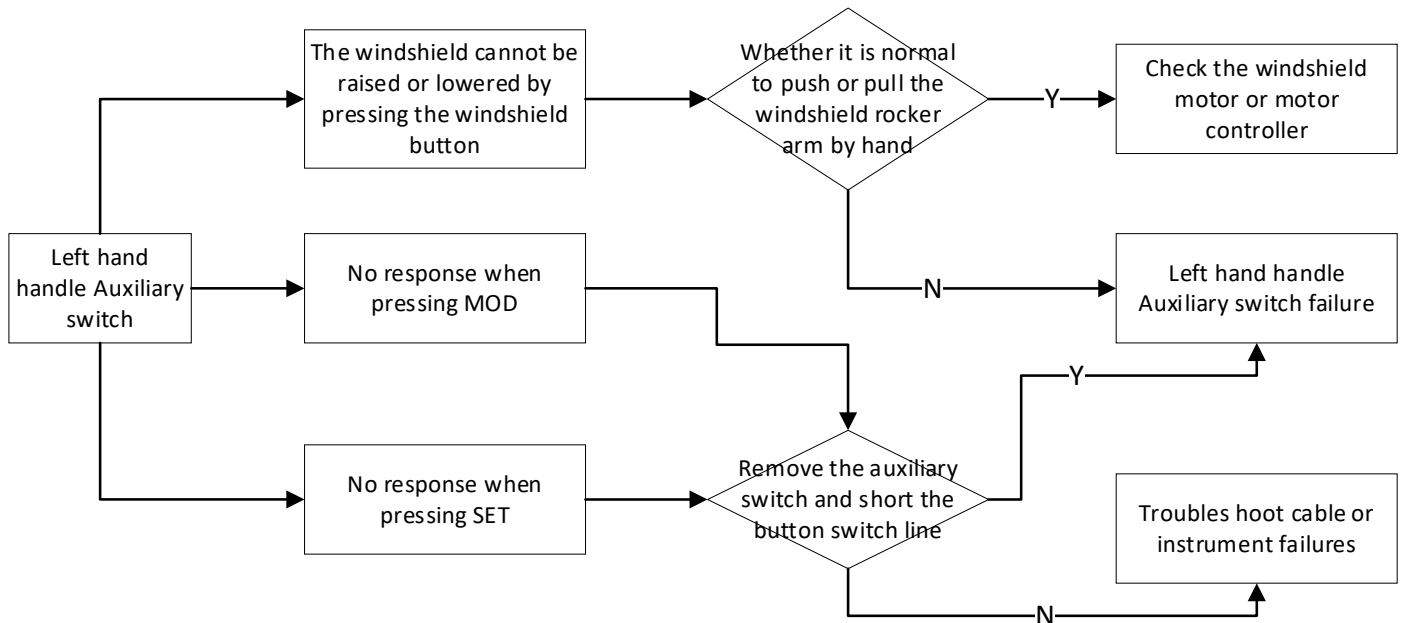 The windshield cannot be
raised or lowered by
pressing the windshield
button
Whether it is normal
to push or pull the
windshield rocker
arm by hand
Y
Check the windshield
motor or motor
controller
Left hand
handle Auxiliary
switch
No response when
pressing MOD
N
Left hand handle
Auxiliary switch failure
Y
No response when
pressing SET
Remove the auxiliary
switch and short the
button switch line
Troubles hoot cable or
instrument failures
N